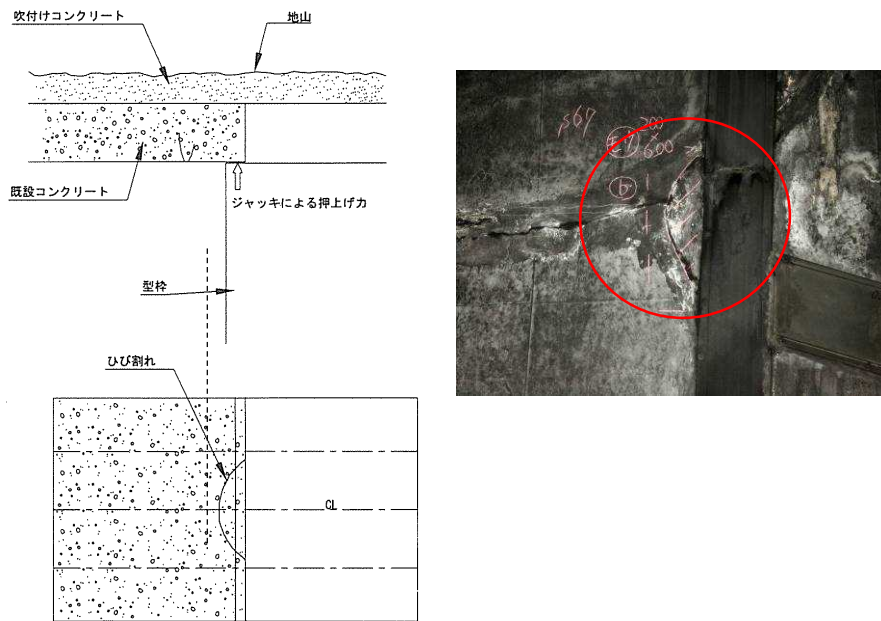 吹付けコンクリート
地山
既設コンクリート
ジャッキによる押上げ力
型枠
ひび割れ
CL
200
×
600
b